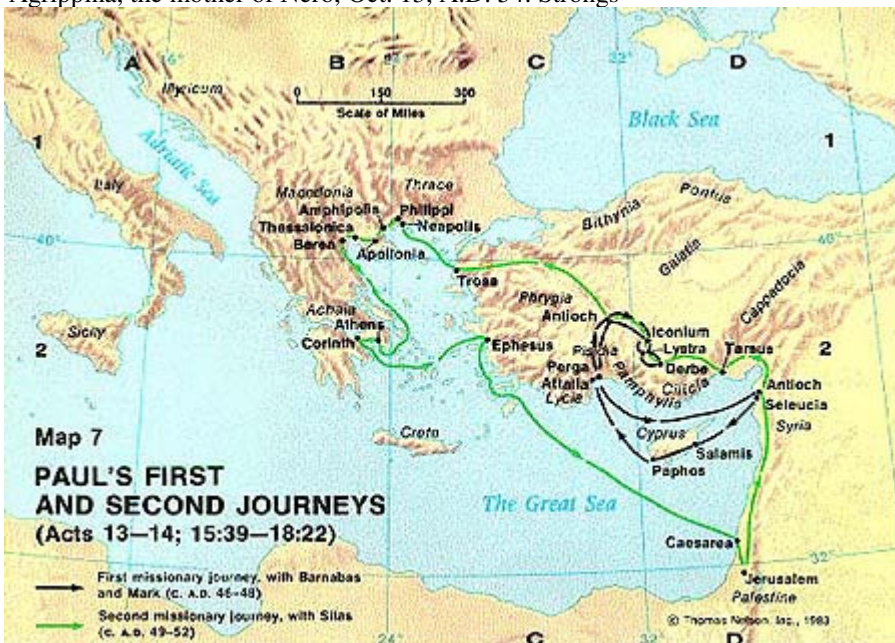 Agrippina, the mother of Nero, Oct. 13, A.D. 54. Strongs
A
6°
B
C
D
Illyricum
0 150 300
Scale of Miles
1
Adriatic Sea
Black Sea
1
Italy
Macedonia
Thrace
Amphipolis
Philippi
Thessalonica
Neapolis
Berea
Apollonia
Bithynia
Pontus
40°
40°
Galatia
Troas
Phrygia
Cappadocia
Antioch
Achaia
Athens
Iconium
Sicily
2
Corinth
Ephesus
Lystra
Tarsus
2
Pisidia
Derbe
Perga
Cilicia
Attalia
Pamphylia
Antioch
Lycia
Seleucia
Map 7
Crete
Cyprus
Syria
Salamis
PAUL'S FIRST
Paphos
AND SECOND JOURNEYS
The Great Sea
(Acts 13–14; 15:39–18:22)
Caesarea
32°
First missionary journey, with Barnabas
and Mark (c. A.D. 46–48)
Jerusalem
Palestine
Second missionary journey, with Silas
(c. A.D. 49–52)
© Thomas Nelson, Inc., 1983
24°
C
32°
D